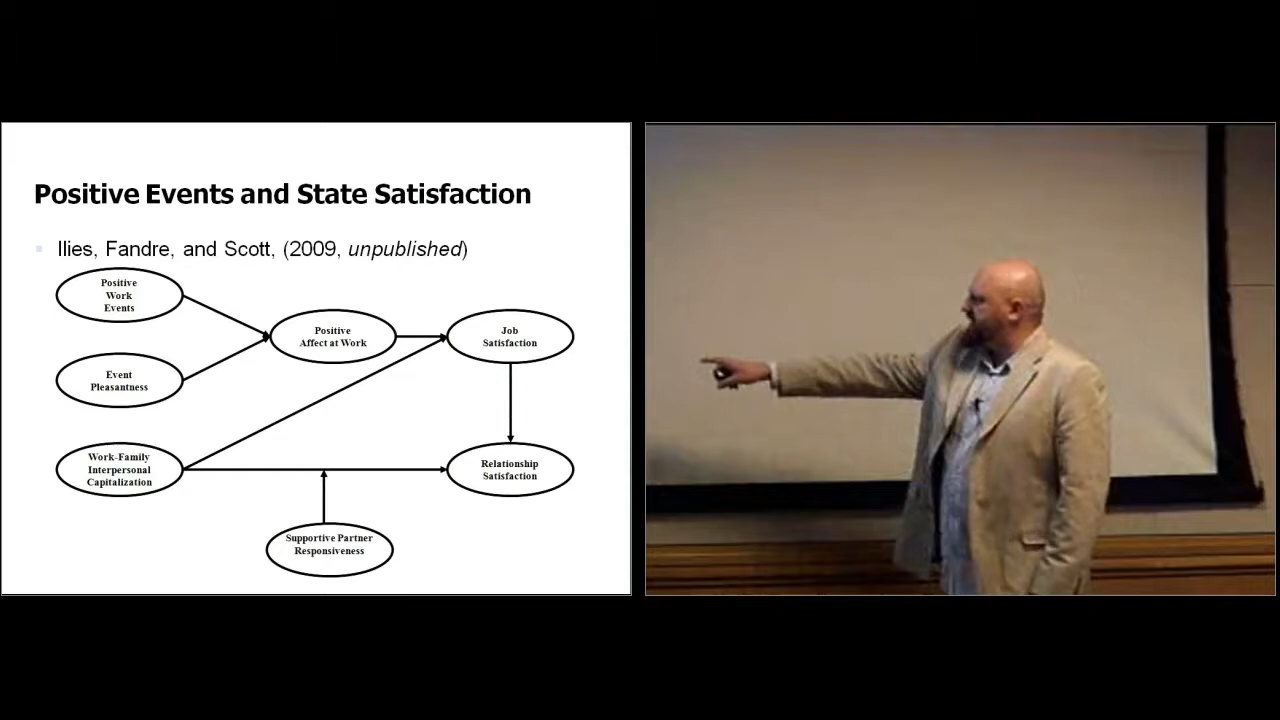 Positive Events and State Satisfaction
Ilies, Fandre, and Scott, (2009, unpublished)
Positive
Work
Events
Positive
Affect at Work
Job
Satisfaction
Event
Pleasantness
Work-Family
Interpersonal
Capitalization
Relationship
Satisfaction
Supportive Partner
Responsiveness